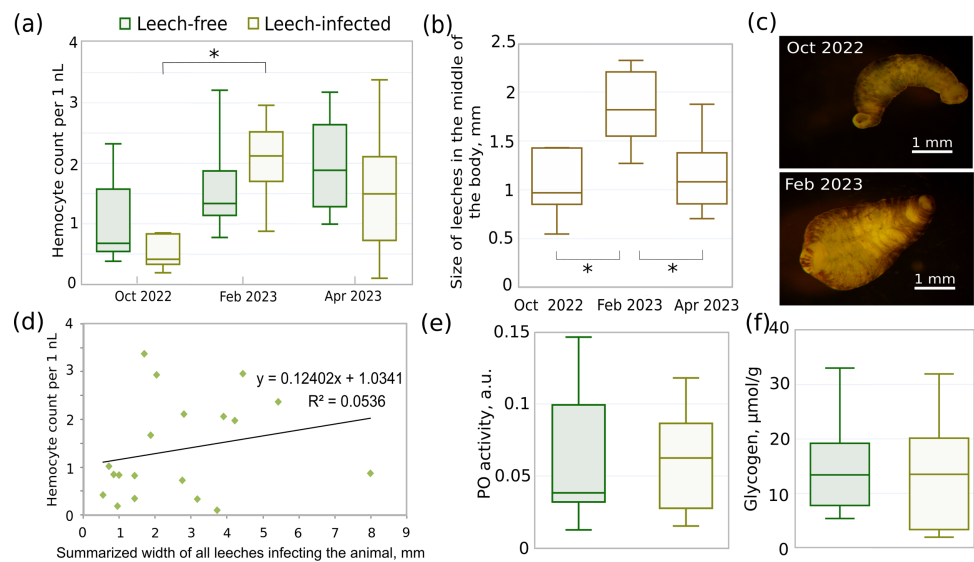 (a)
Leech-free
Leech-infected
Hemocyte count per 1 nL
4
3
2
1
0
*
Oct 2022
Feb 2023
Apr 2023
(b)
Size of leeches in the middle of
the body, mm
2.5
2
1.5
1
0.5
0
*
*
Oct 2022
Feb 2023
Apr 2023
(c)
Oct 2022
1 mm
Feb 2023
1 mm
(d)
Hemocyte count per 1 nL
4
3
2
1
0
y = 0.12402x + 1.0341
R² = 0.0536
0 1 2 3 4 5 6 7 8 9
Summarized width of all leeches infecting the animal, mm
(e)
PO activity, a.u.
0.15
0.1
0.05
0
(f)
Glycogen, µmol/g
40
30
20
10
0